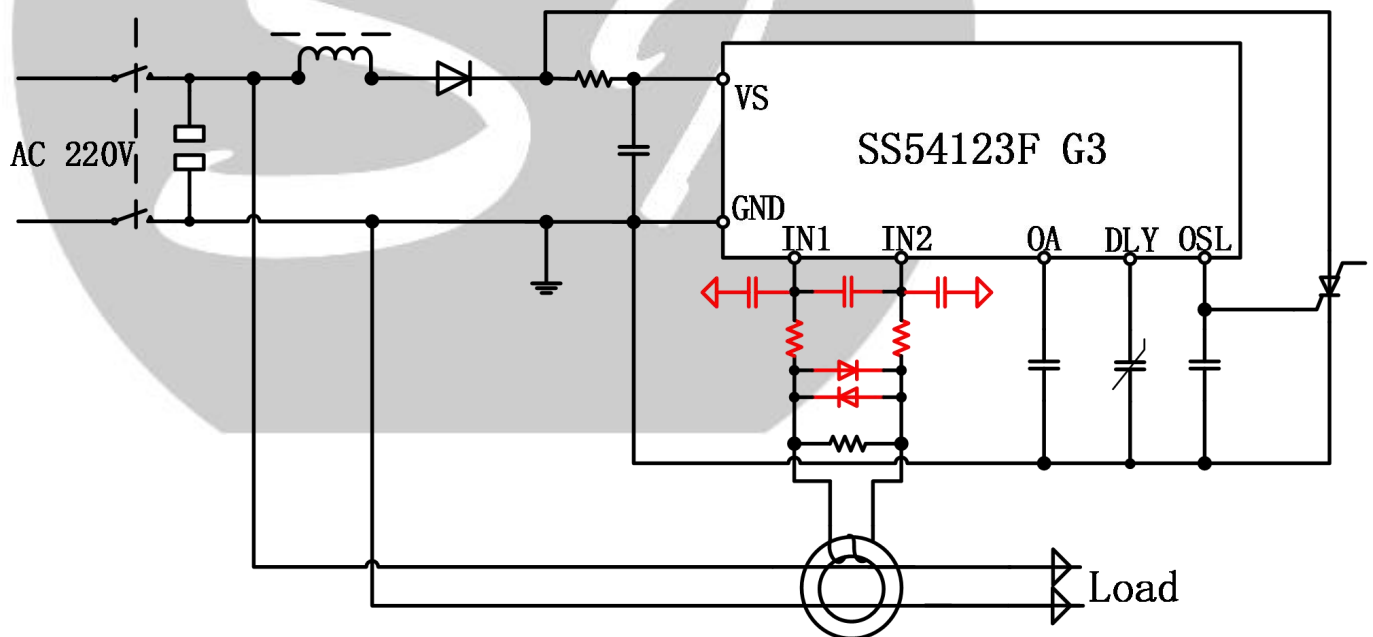 VS
SS54123F G3
AC 220V
GND
IN1
IN2
OA
DLY
OSL
Load